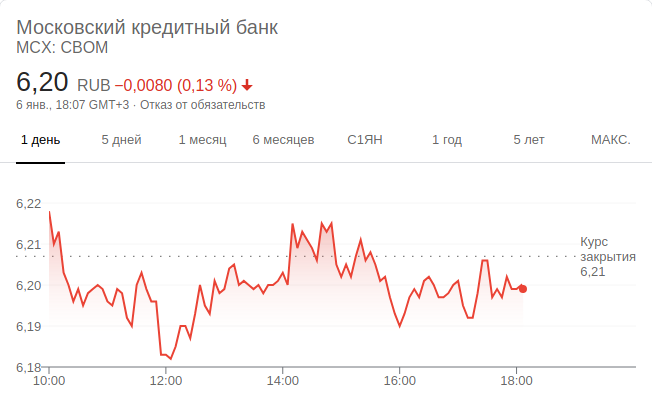 Московский кредитный банк
MCX: CBOM
6,20 RUB −0,0080 (0,13 %)
6 янв., 18:07 GMT+3 · Отказ от обязательств
1 день 5 дней 1 месяц 6 месяцев С1ЯН 1 год 5 лет МАКС.
6,22
6,21
6,20
6,19
6,18
Курс
закрытия
6,21
10:00 12:00 14:00 16:00 18:00